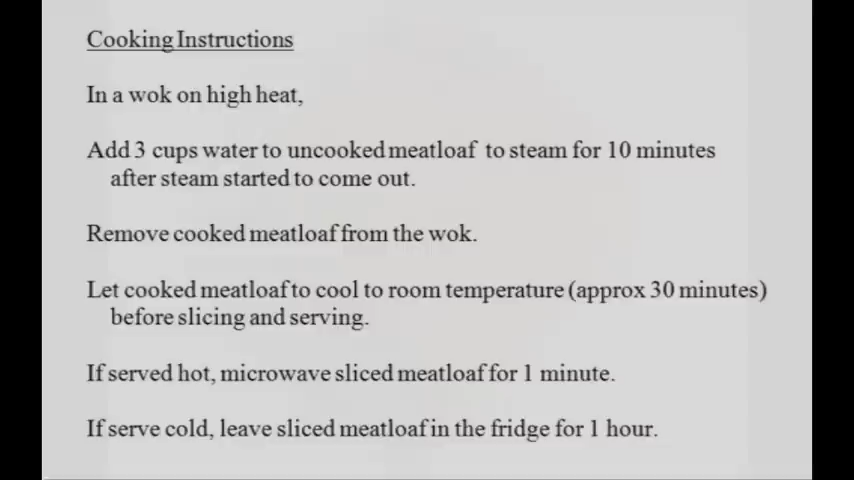 Cooking Instructions
In a wok on high heat,
Add 3 cups water to uncooked meatloaf to steam for 10 minutes
after steam started to come out.
Remove cooked meatloaf from the wok.
Let cooked meatloaf to cool to room temperature (approx 30 minutes)
before slicing and serving.
If served hot, microwave sliced meatloaf for 1 minute.
If serve cold, leave sliced meatloaf in the fridge for 1 hour.